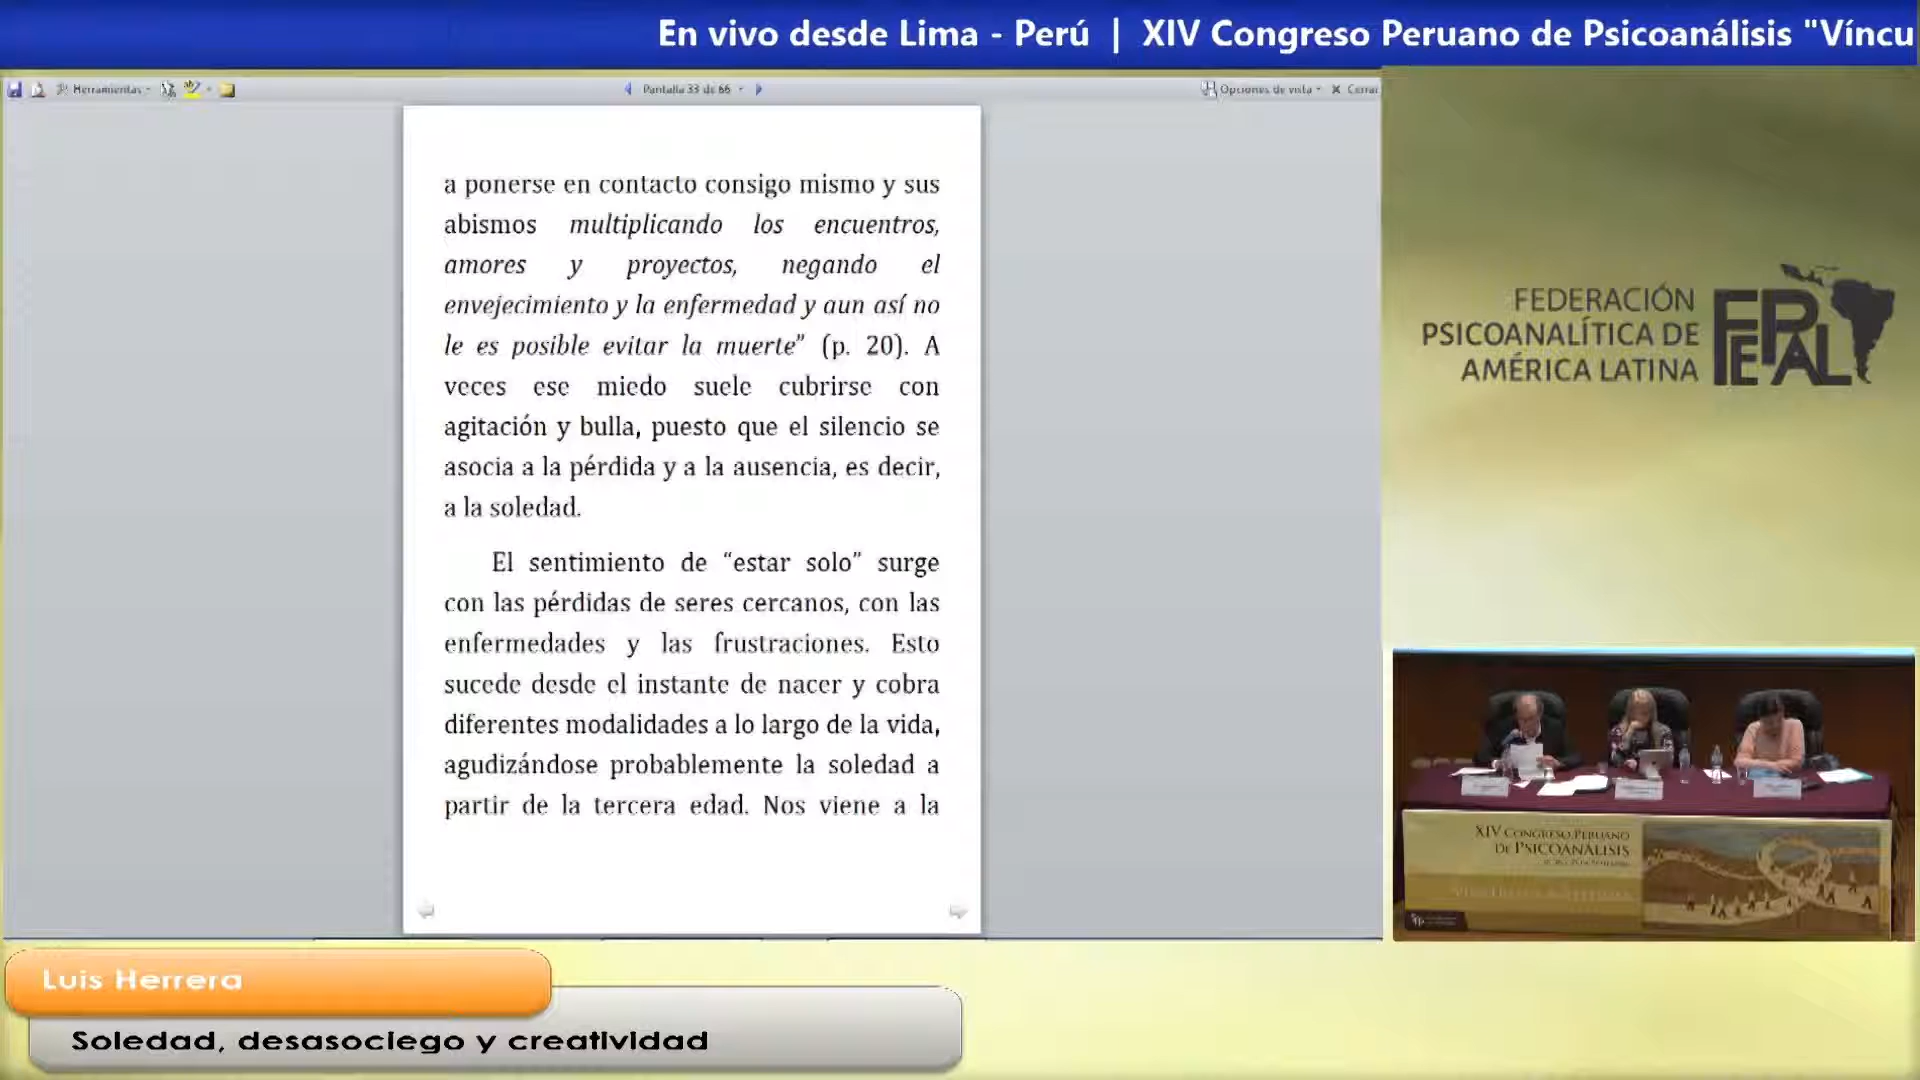 En vivo desde Lima - Perú | XIV Congreso Peruano de Psicoanálisis "Víncu
Herramientas
Pantalla 33 de 66
Opciones de vista
Cerrar
a ponerse en contacto consigo mismo y sus
abismos multiplicando los encuentros,
amores y proyectos, negando el
envejecimiento y la enfermedad y aun así no
le es posible evitar la muerte” (p. 20). A
veces ese miedo suele cubrirse con
agitación y bulla, puesto que el silencio se
asocia a la pérdida y a la ausencia, es decir,
a la soledad.
El sentimiento de “estar solo” surge
con las pérdidas de seres cercanos, con las
enfermedades y las frustraciones. Esto
sucede desde el instante de nacer y cobra
diferentes modalidades a lo largo de la vida,
agudizándose probablemente la soledad a
partir de la tercera edad. Nos viene a la
FEDERACIÓN
PSICOANALÍTICA DE
AMÉRICA LATINA
FEPAL
XIV CONGRESO PERUANO
DE PSICOANÁLISIS
Luis Herrera
Soledad, desasociego y creatividad